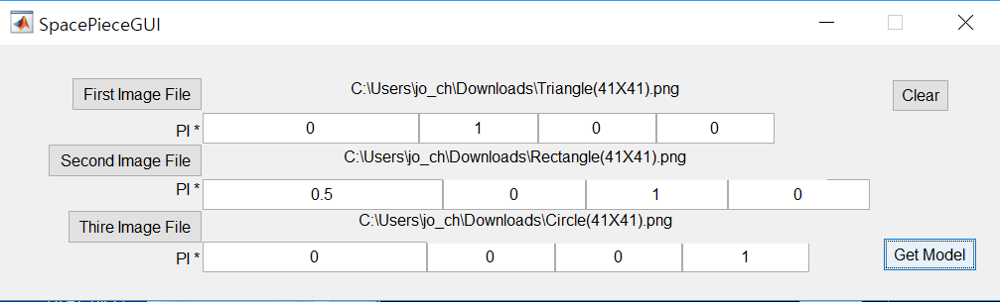 SpacePieceGUI
First Image File C:\Users\jo_ch\Downloads\Triangle(41X41).png Clear
PI * 0 1 0 0
Second Image File C:\Users\jo_ch\Downloads\Rectangle(41X41).png
PI * 0.5 0 1 0
Thire Image File C:\Users\jo_ch\Downloads\Circle(41X41).png
PI * 0 0 0 1 Get Model